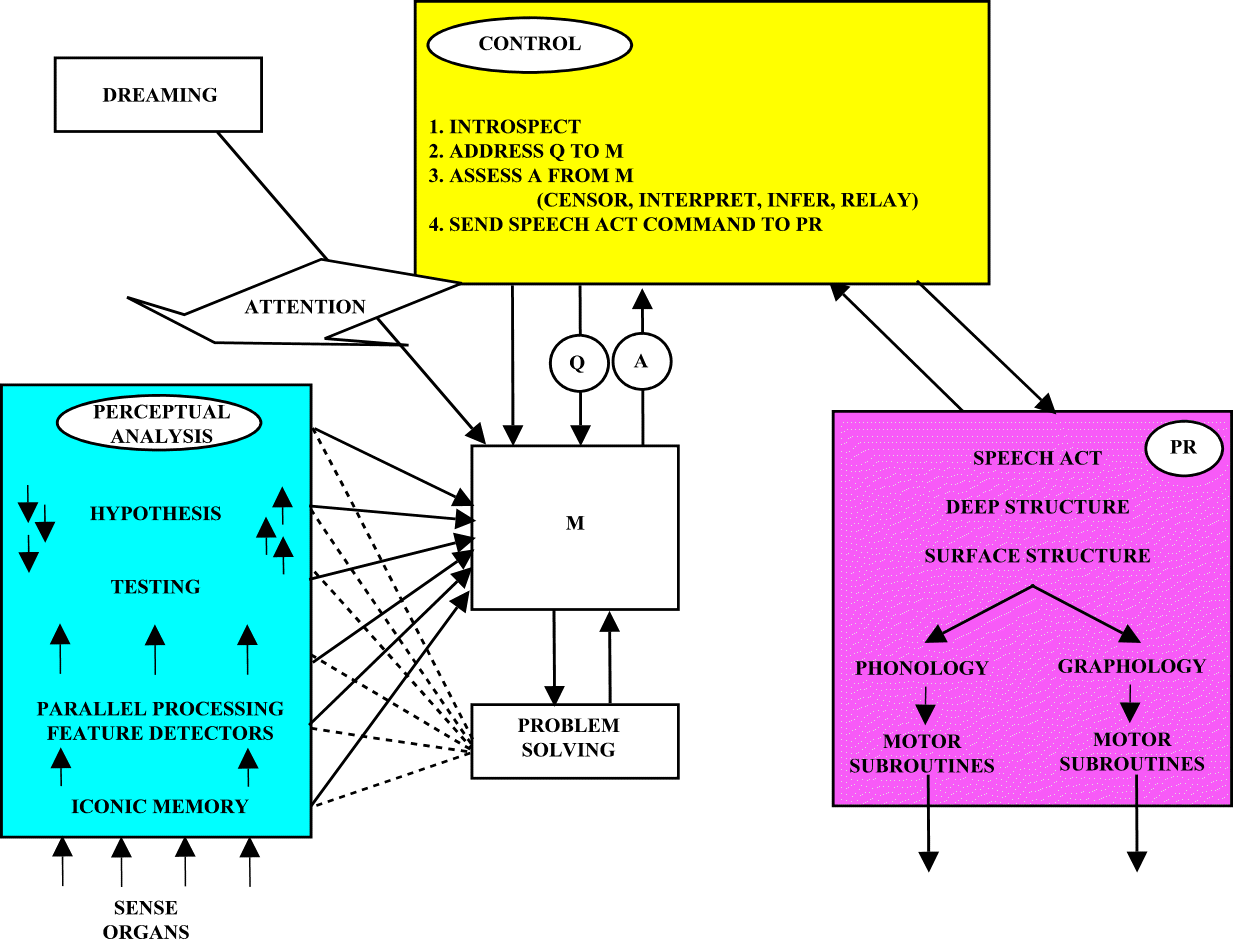 CONTROL
DREAMING
1. INTROSPECT
2. ADDRESS Q TO M
3. ASSESS A FROM M
(CENSOR, INTERPRET, INFER, RELAY)
4. SEND SPEECH ACT COMMAND TO PR
ATTENTION
Q
A
PERCEPTUAL
ANALYSIS
HYPOTHESIS
TESTING
PARALLEL PROCESSING
FEATURE DETECTORS
ICONIC MEMORY
SENSE
ORGANS
M
PROBLEM
SOLVING
PR
SPEECH ACT
DEEP STRUCTURE
SURFACE STRUCTURE
PHONOLOGY
GRAPHOLOGY
MOTOR
SUBROUTINES
MOTOR
SUBROUTINES